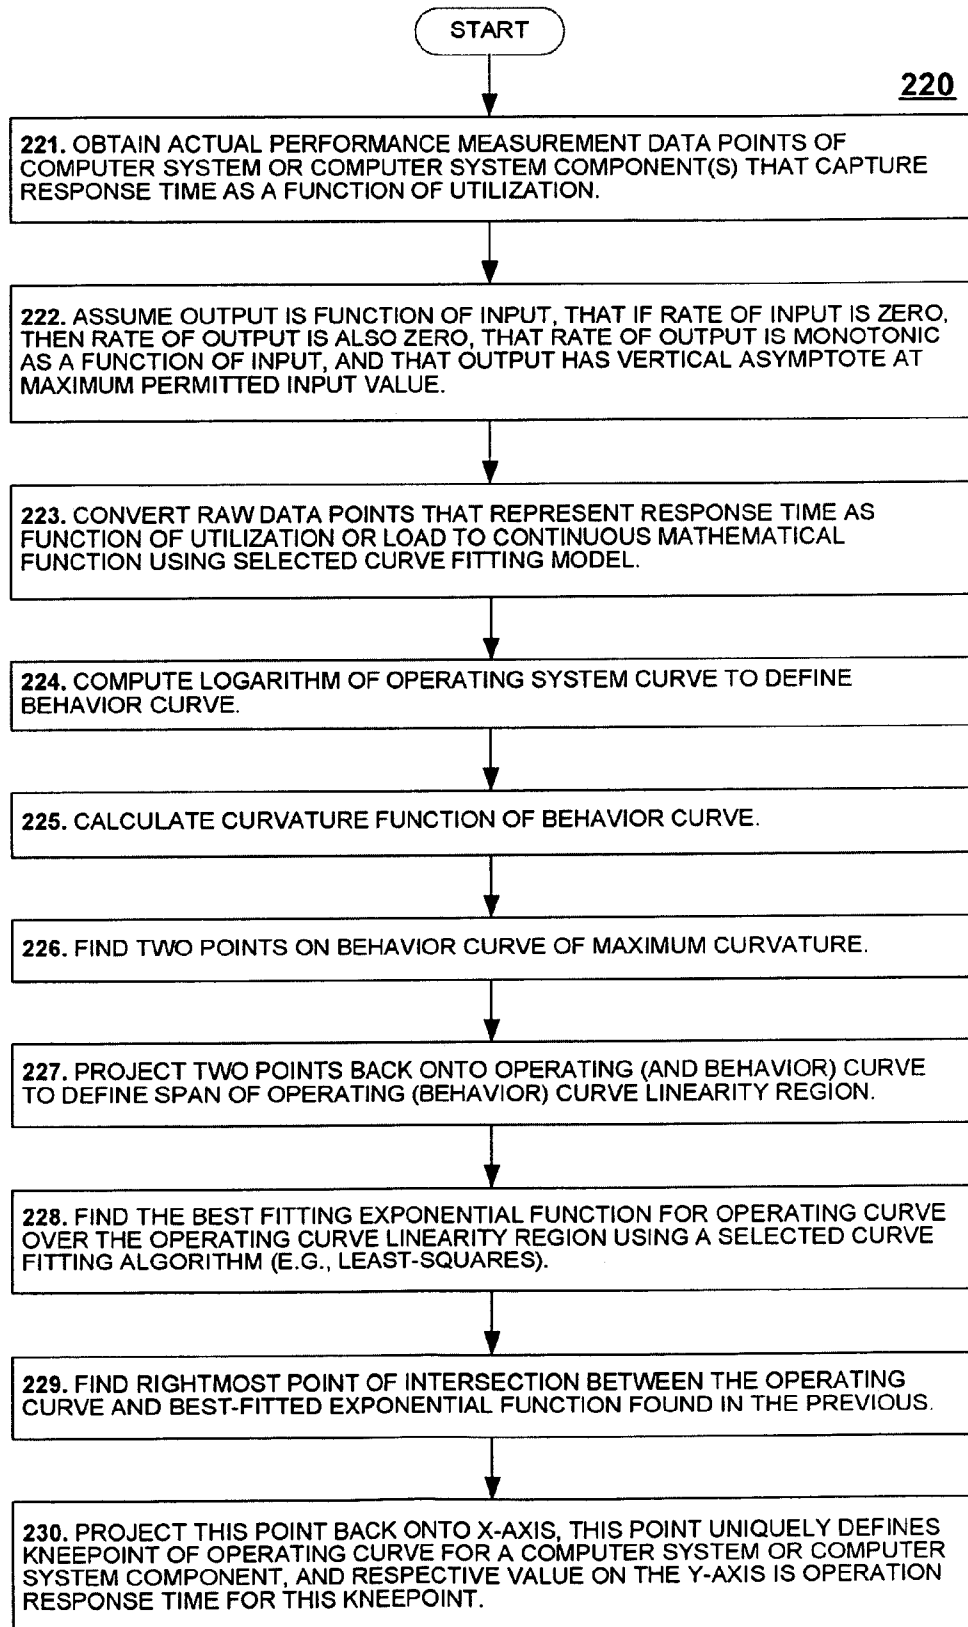 START
220
221. OBTAIN ACTUAL PERFORMANCE MEASUREMENT DATA POINTS OF
COMPUTER SYSTEM OR COMPUTER SYSTEM COMPONENT(S) THAT CAPTURE
RESPONSE TIME AS A FUNCTION OF UTILIZATION.
222. ASSUME OUTPUT IS FUNCTION OF INPUT, THAT IF RATE OF INPUT IS ZERO,
THEN RATE OF OUTPUT IS ALSO ZERO, THAT RATE OF OUTPUT IS MONOTONIC
AS A FUNCTION OF INPUT, AND THAT OUTPUT HAS VERTICAL ASYMPTOTE AT
MAXIMUM PERMITTED INPUT VALUE.
223. CONVERT RAW DATA POINTS THAT REPRESENT RESPONSE TIME AS
FUNCTION OF UTILIZATION OR LOAD TO CONTINUOUS MATHEMATICAL
FUNCTION USING SELECTED CURVE FITTING MODEL.
224. COMPUTE LOGARITHM OF OPERATING SYSTEM CURVE TO DEFINE
BEHAVIOR CURVE.
225. CALCULATE CURVATURE FUNCTION OF BEHAVIOR CURVE.
226. FIND TWO POINTS ON BEHAVIOR CURVE OF MAXIMUM CURVATURE.
227. PROJECT TWO POINTS BACK ONTO OPERATING (AND BEHAVIOR) CURVE
TO DEFINE SPAN OF OPERATING (BEHAVIOR) CURVE LINEARITY REGION.
228. FIND THE BEST FITTING EXPONENTIAL FUNCTION FOR OPERATING CURVE
OVER THE OPERATING CURVE LINEARITY REGION USING A SELECTED CURVE
FITTING ALGORITHM (E.G., LEAST-SQUARES).
229. FIND RIGHTMOST POINT OF INTERSECTION BETWEEN THE OPERATING
CURVE AND BEST-FITTED EXPONENTIAL FUNCTION FOUND IN THE PREVIOUS.
230. PROJECT THIS POINT BACK ONTO X-AXIS, THIS POINT UNIQUELY DEFINES
KNEEPOINT OF OPERATING CURVE FOR A COMPUTER SYSTEM OR COMPUTER
SYSTEM COMPONENT, AND RESPECTIVE VALUE ON THE Y-AXIS IS OPERATION
RESPONSE TIME FOR THIS KNEEPOINT.